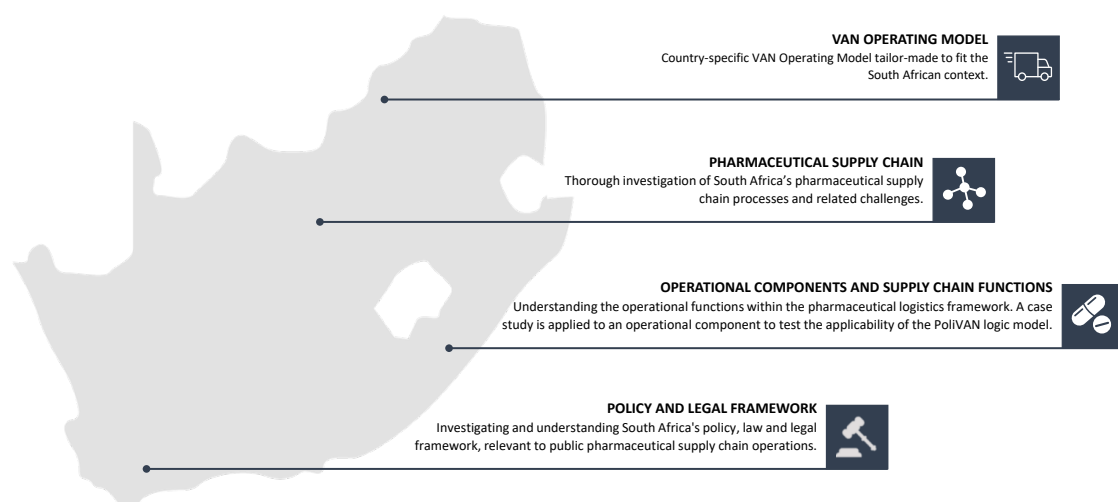 VAN OPERATING MODEL
Country-specific VAN Operating Model tailor-made to fit the
South African context.
PHARMACEUTICAL SUPPLY CHAIN
Thorough investigation of South Africa’s pharmaceutical supply
chain processes and related challenges.
OPERATIONAL COMPONENTS AND SUPPLY CHAIN FUNCTIONS
Understanding the operational functions within the pharmaceutical logistics framework. A case
study is applied to an operational component to test the applicability of the PoliVAN logic model.
POLICY AND LEGAL FRAMEWORK
Investigating and understanding South Africa's policy, law and legal
framework, relevant to public pharmaceutical supply chain operations.